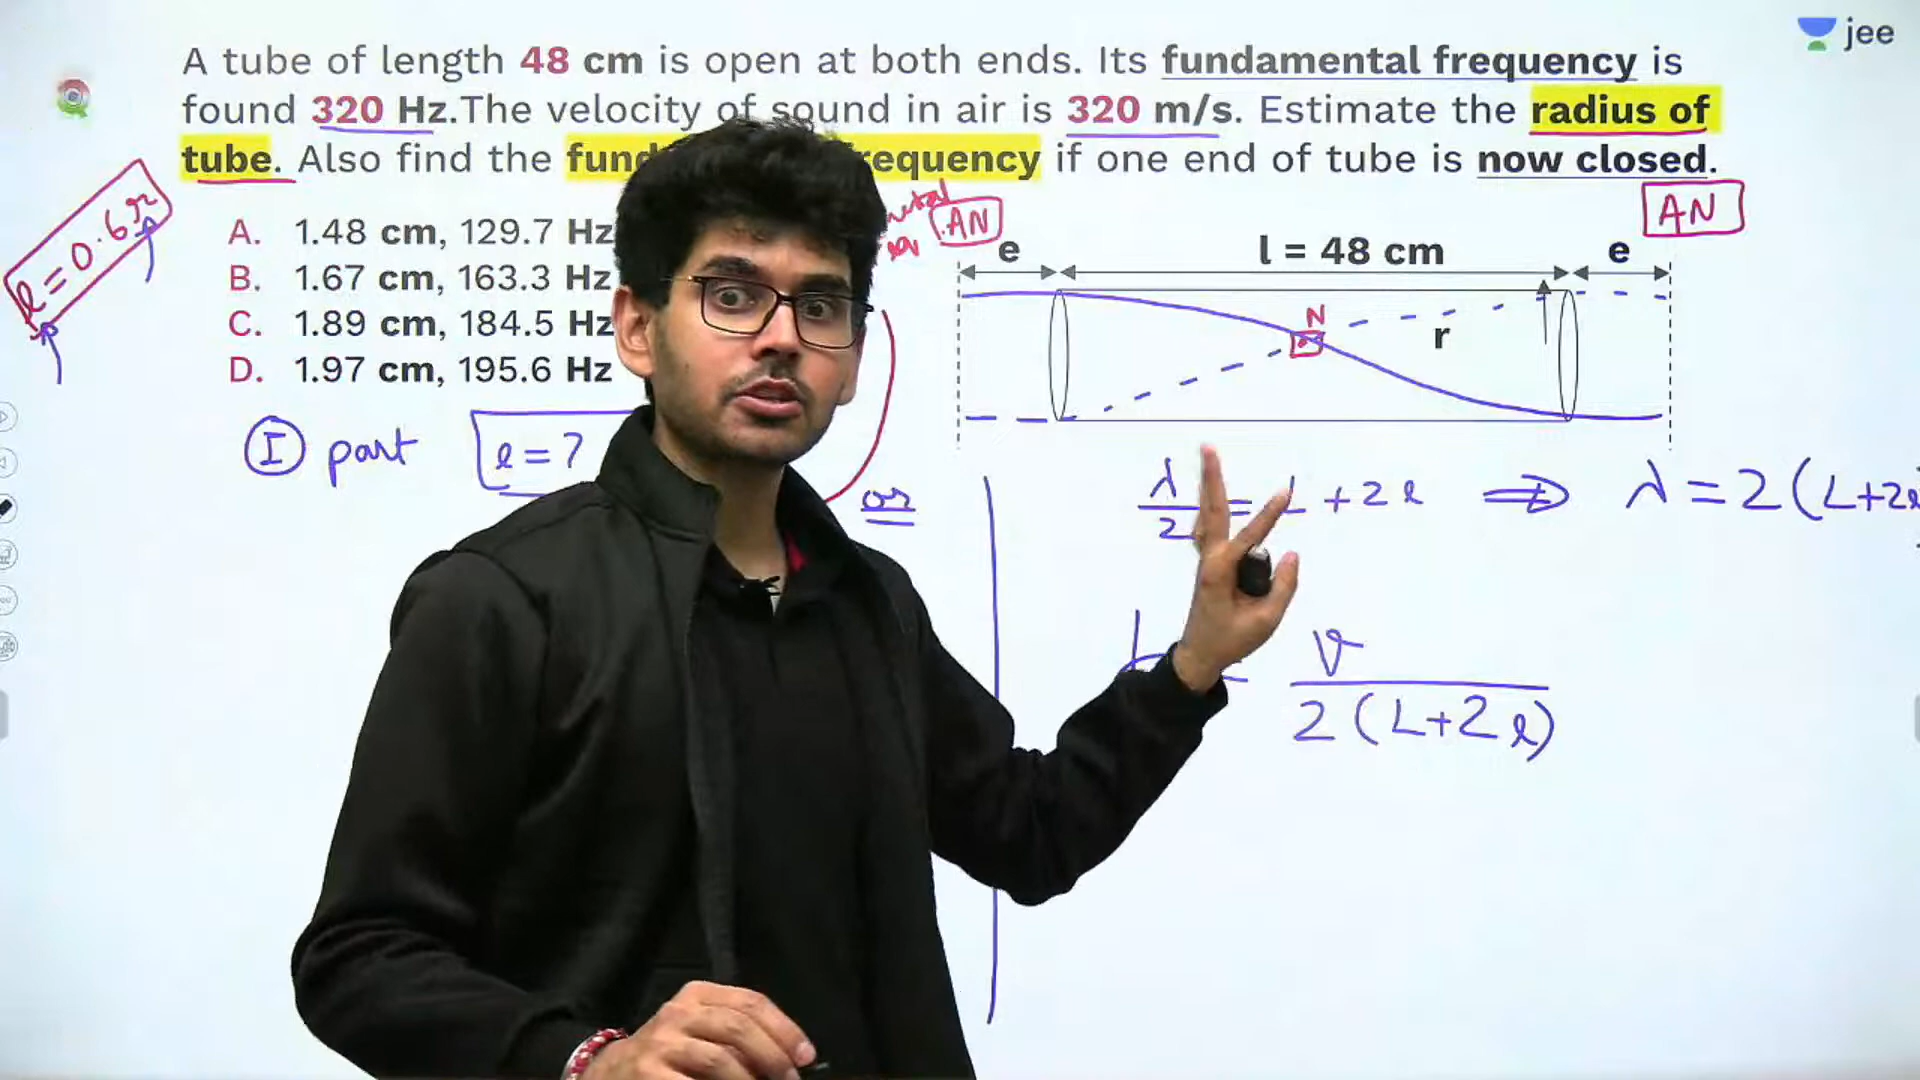 jee
A tube of length 48 cm is open at both ends. Its fundamental frequency is
found 320 Hz.The velocity of sound in air is 320 m/s. Estimate the radius of
tube. Also find the frequency if one end of tube is now closed.
e = 0.6r
A. 1.48 cm, 129.7 Hz
B. 1.67 cm, 163.3 Hz
C. 1.89 cm, 184.5 Hz
D. 1.97 cm, 195.6 Hz
AN
AN
e
l = 48 cm
e
N
r
I part e = ?
or
λ/2 = L + 2e ⇒ λ = 2(L+2e
= v
2(L+2e)